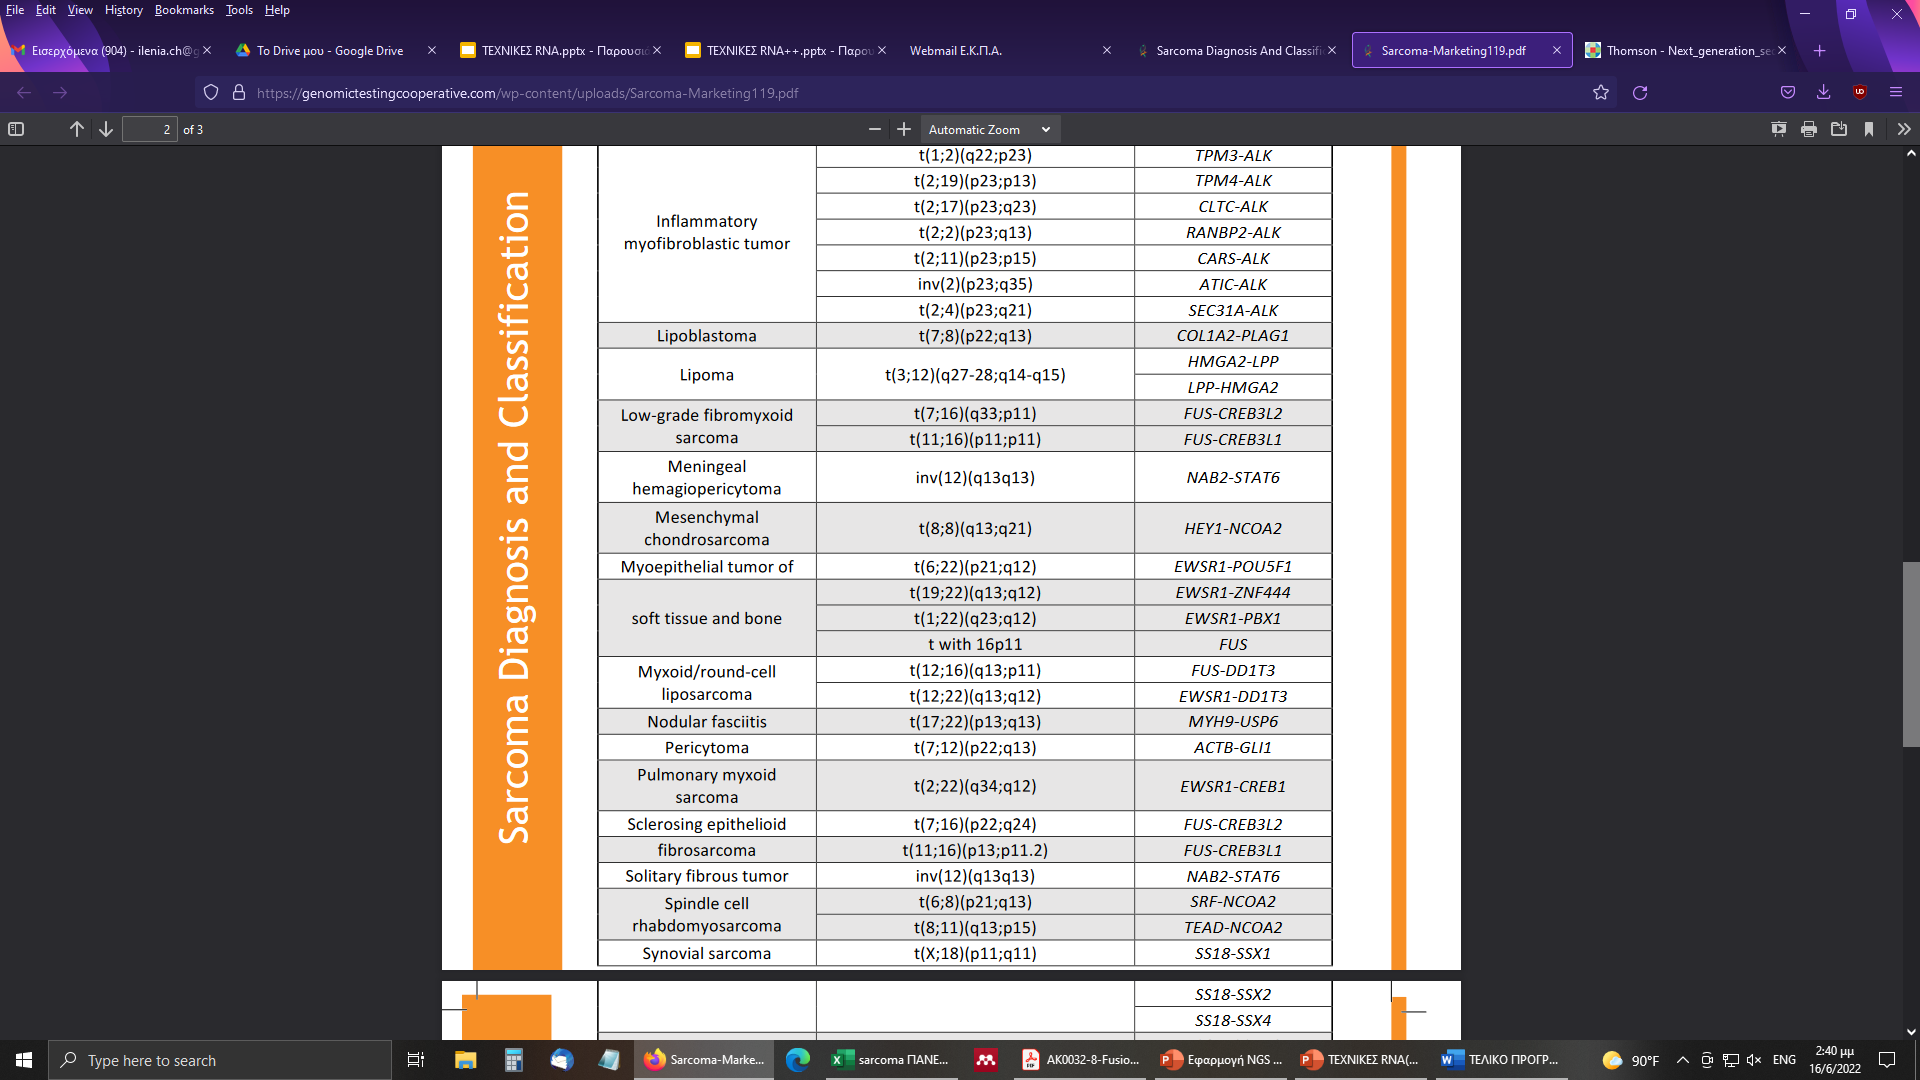 File Edit View History Bookmarks Tools Help
Εισερχόμενα (904) - ilenia.ch@g
Το Drive μου - Google Drive
ΤΕΧΝΙΚΕΣ RNA.pptx - Παρουσι
ΤΕΧΝΙΚΕΣ RNA++.pptx - Παρου
Webmail Ε.Κ.Π.Α.
Sarcoma Diagnosis And Classifi
Sarcoma-Marketing119.pdf
Thomson - Next_generation_se
https://genomictestingcooperative.com/wp-content/uploads/Sarcoma-Marketing119.pdf
2 of 3
Automatic Zoom
Sarcoma Diagnosis and Classification
t(1;2)(q22;p23) TPM3-ALK
t(2;19)(p23;p13) TPM4-ALK
t(2;17)(p23;q23) CLTC-ALK
Inflammatory
myofibroblastic tumor
t(2;2)(p23;q13) RANBP2-ALK
t(2;11)(p23;p15) CARS-ALK
inv(2)(p23;q35) ATIC-ALK
t(2;4)(p23;q21) SEC31A-ALK
Lipoblastoma t(7;8)(p22;q13) COL1A2-PLAG1
Lipoma t(3;12)(q27-28;q14-q15) HMGA2-LPP
LPP-HMGA2
Low-grade fibromyxoid
sarcoma
t(7;16)(q33;p11) FUS-CREB3L2
t(11;16)(p11;p11) FUS-CREB3L1
Meningeal
hemagiopericytoma
inv(12)(q13q13) NAB2-STAT6
Mesenchymal
chondrosarcoma
t(8;8)(q13;q21) HEY1-NCOA2
Myoepithelial tumor of t(6;22)(p21;q12) EWSR1-POU5F1
soft tissue and bone
t(19;22)(q13;q12) EWSR1-ZNF444
t(1;22)(q23;q12) EWSR1-PBX1
t with 16p11 FUS
Myxoid/round-cell
liposarcoma
t(12;16)(q13;p11) FUS-DD1T3
t(12;22)(q13;q12) EWSR1-DD1T3
Nodular fasciitis t(17;22)(p13;q13) MYH9-USP6
Pericytoma t(7;12)(p22;q13) ACTB-GLI1
Pulmonary myxoid
sarcoma
t(2;22)(q34;q12) EWSR1-CREB1
Sclerosing epithelioid t(7;16)(p22;q24) FUS-CREB3L2
fibrosarcoma t(11;16)(p13;p11.2) FUS-CREB3L1
Solitary fibrous tumor inv(12)(q13q13) NAB2-STAT6
Spindle cell
rhabdomyosarcoma
t(6;8)(p21;q13) SRF-NCOA2
t(8;11)(q13;p15) TEAD-NCOA2
Synovial sarcoma t(X;18)(p11;q11) SS18-SSX1
SS18-SSX2
SS18-SSX4
Type here to search
Sarcoma-Marke...
sarcoma ΠΑΝΕ...
AK0032-8-Fusio...
Εφαρμογή NGS ...
ΤΕΧΝΙΚΕΣ RNA(...
ΤΕΛΙΚΟ ΠΡΟΓΡ...
90°F
ENG
2:40 μμ
16/6/2022